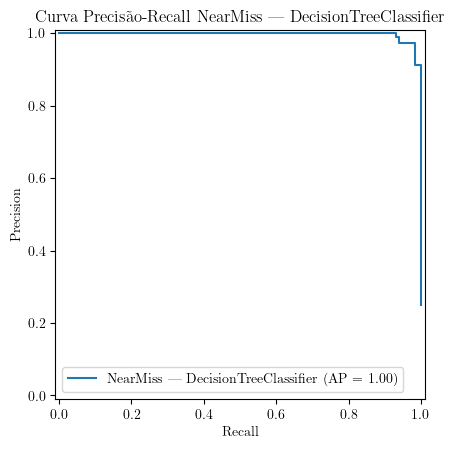 Curva Precisão-Recall NearMiss — DecisionTreeClassifier
1.0
0.8
0.6
0.4
0.2
0.0
Precision
NearMiss — DecisionTreeClassifier (AP = 1.00)
0.0 0.2 0.4 0.6 0.8 1.0
Recall